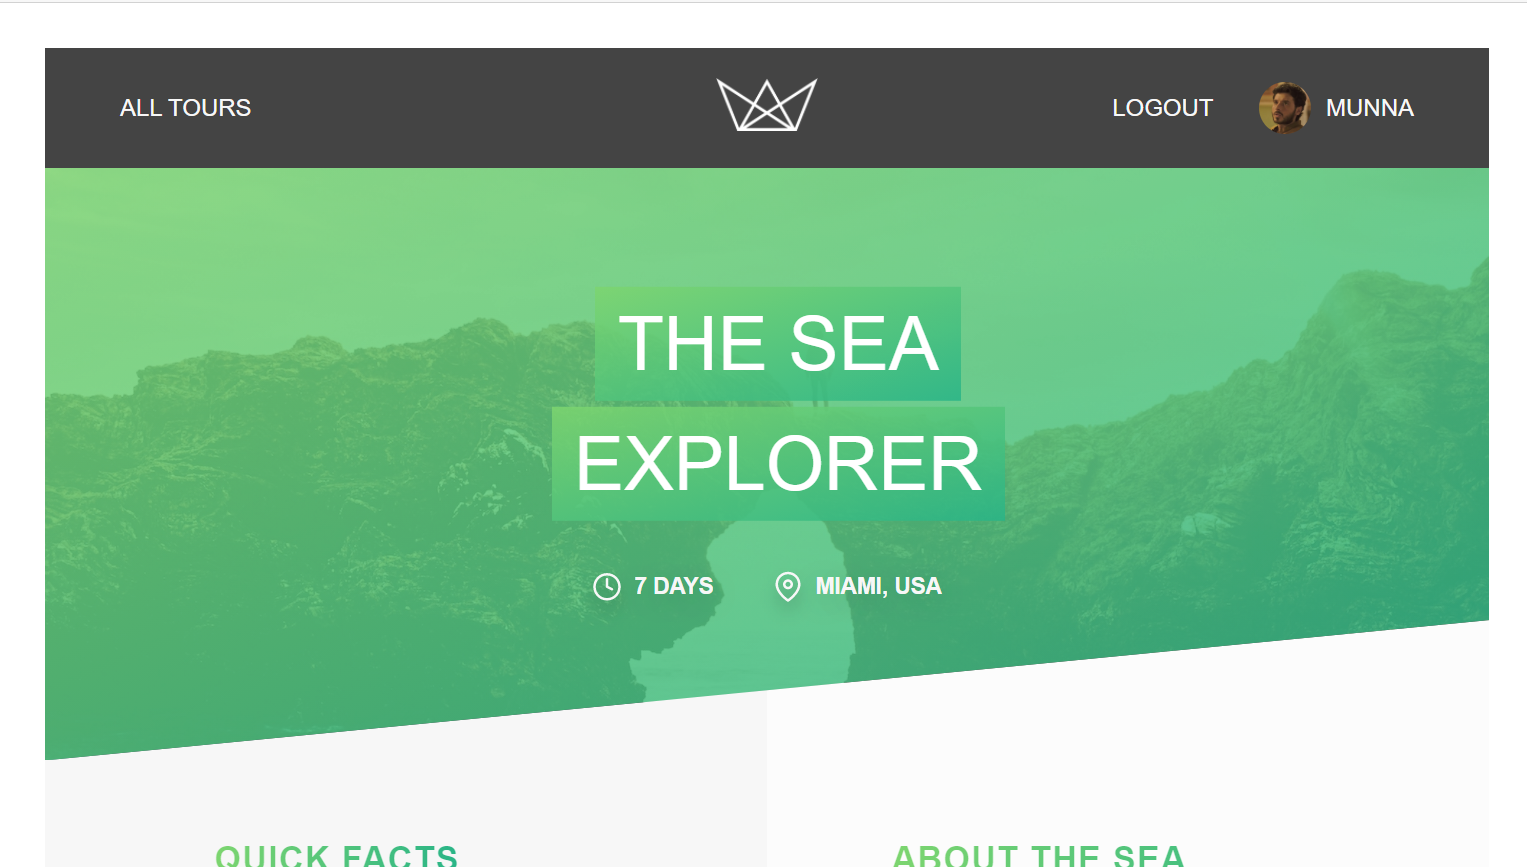 ALL TOURS
LOGOUT
MUNNA
THE SEA
EXPLORER
7 DAYS
MIAMI, USA
QUICK FACTS
ABOUT THE SEA